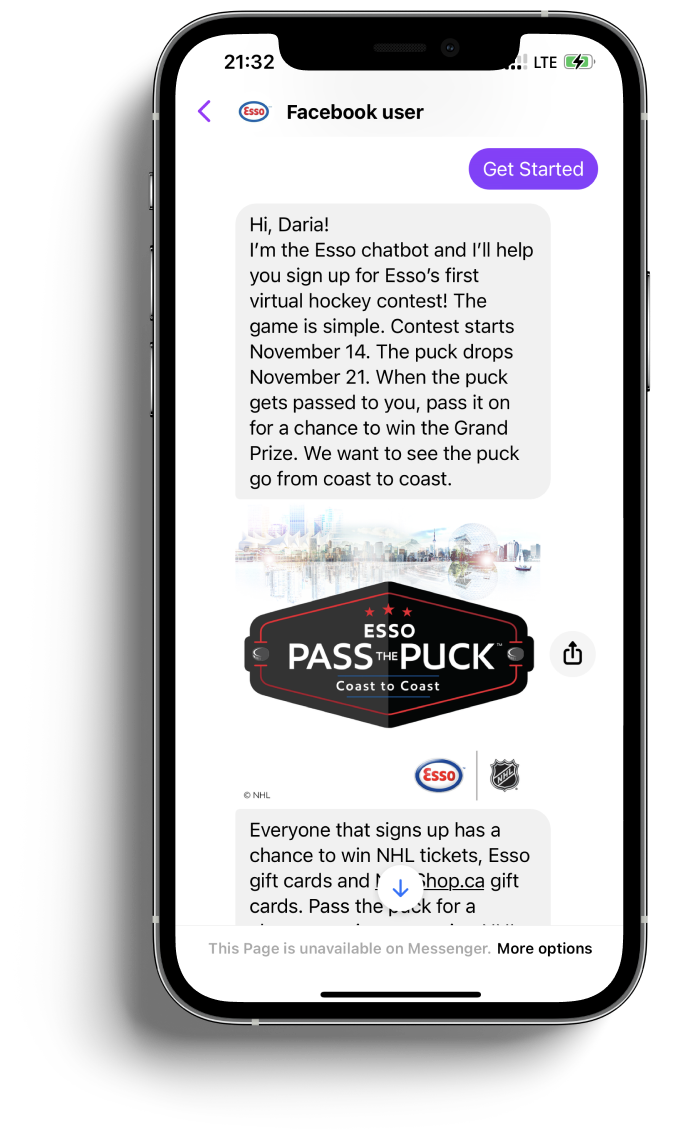 21:32
LTE
Esso
Facebook user
Get Started
Hi, Daria!
I'm the Esso chatbot and I'll help
you sign up for Esso's first
virtual hockey contest! The
game is simple. Contest starts
November 14. The puck drops
November 21. When the puck
gets passed to you, pass it on
for a chance to win the Grand
Prize. We want to see the puck
go from coast to coast.
ESSO
PASS THE PUCK™
Coast to Coast
© NHL
Esso
NHL
Everyone that signs up has a
chance to win NHL tickets, Esso
gift cards and gift
cards. Pass the puck for a
This Page is unavailable on Messenger. More options